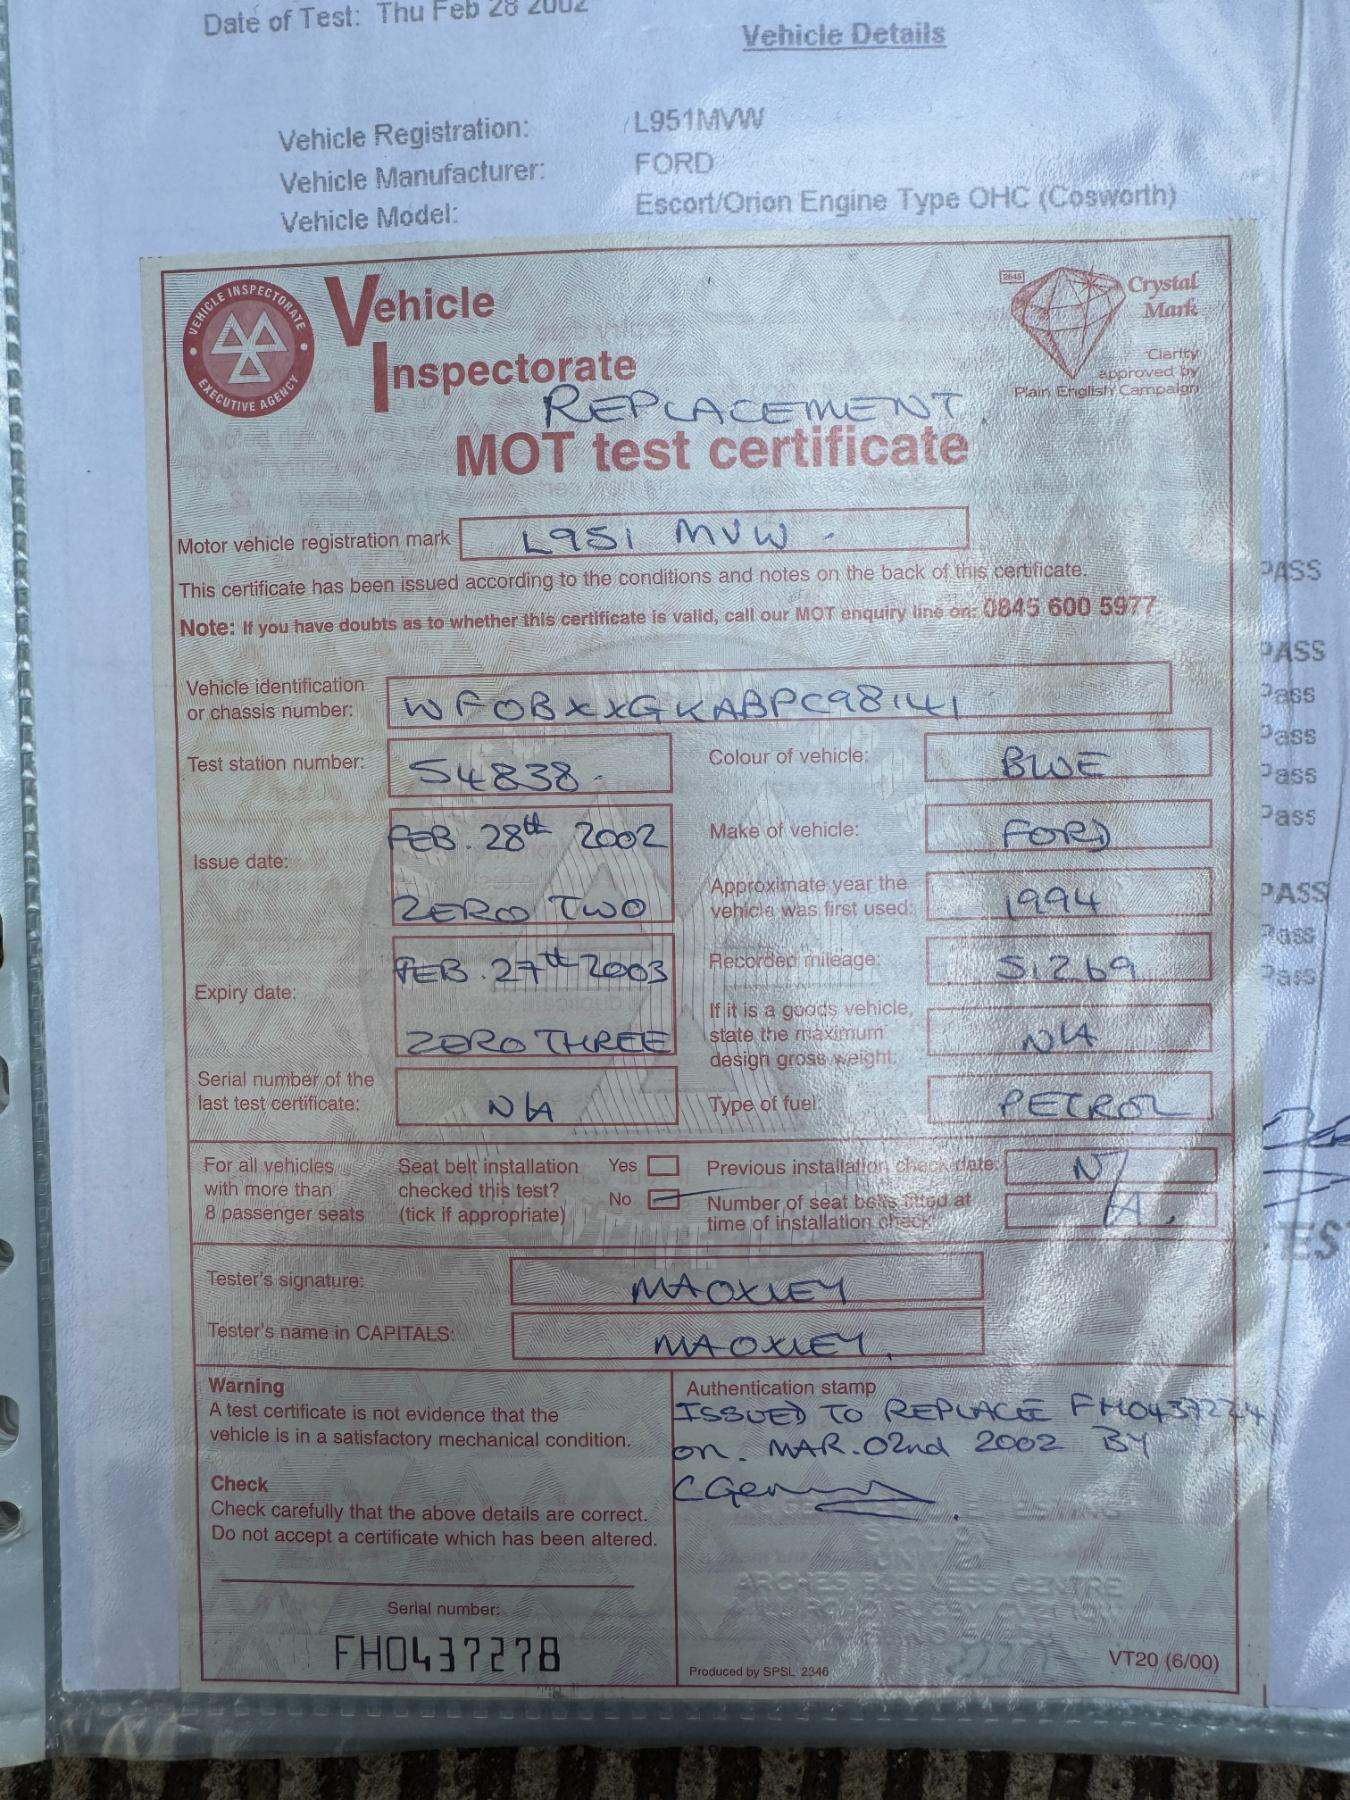 Date of Test: Thu Feb 28 2002
Vehicle Details
Vehicle Registration: L951MVW
Vehicle Manufacturer: FORD
Vehicle Model: Escort/Orion Engine Type OHC (Cosworth)
VEHICLE INSPECTORATE
EXECUTIVE AGENCY
Vehicle
Inspectorate
2645
Crystal
Mark
Clarity
approved by
Plain English Campaign
REPLACEMENT
MOT test certificate
Motor vehicle registration mark L951 MVW
This certificate has been issued according to the conditions and notes on the back of this certificate.
Note: If you have doubts as to whether this certificate is valid, call our MOT enquiry line on: 0845 600 5977
Vehicle identification
or chassis number: WFOBXXGKABPC98141
Test station number: 54838
Colour of vehicle: BLUE
Issue date: FEB. 28th 2002
ZERO TWO
Make of vehicle: FORD
Approximate year the
vehicle was first used: 1994
Expiry date: FEB. 27th 2003
ZERO THREE
Recorded mileage: 51269
If it is a goods vehicle,
state the maximum
design gross weight: N/A
Serial number of the
last test certificate: N/A
Type of fuel: PETROL
For all vehicles
with more than
8 passenger seats
Seat belt installation
checked this test?
(tick if appropriate)
Yes
No
Previous installation check date: N/
Number of seat belts fitted at
time of installation check: A.
Tester's signature: MAOXLEY
Tester's name in CAPITALS: MAOXLEY.
Warning
A test certificate is not evidence that the
vehicle is in a satisfactory mechanical condition.
Check
Check carefully that the above details are correct.
Do not accept a certificate which has been altered.
Serial number:
FH0437278
Authentication stamp
ISSUED TO REPLACE FH0437274
on. MAR. 02nd 2002 BY
UNIT 21
ARCHES BUSINESS CENTRE
Produced by SPSL 2346
VT20 (6/00)
PASS
PASS
Pass
Pass
Pass
Pass
PASS
Pass
Pass